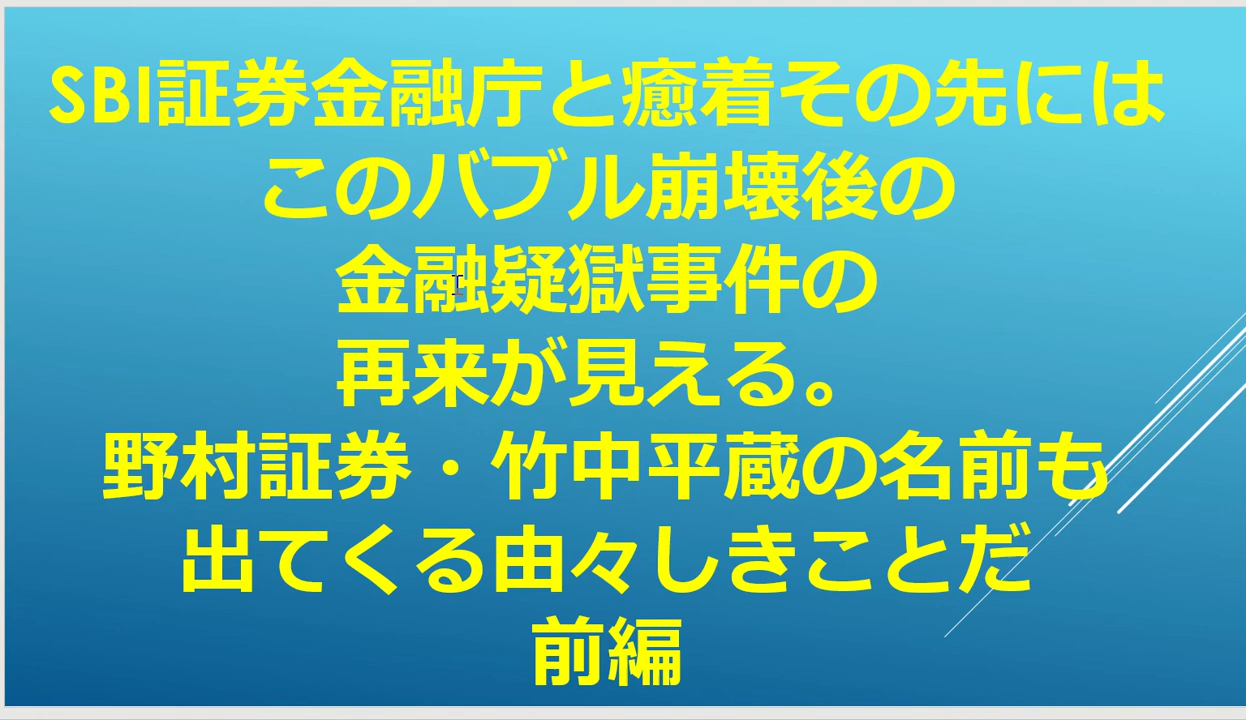 SBI証券金融庁と癒着その先には
このバブル崩壊後の
金融疑獄事件の
再来が見える。
野村証券・竹中平蔵の名前も
出てくる由々しきことだ
前編